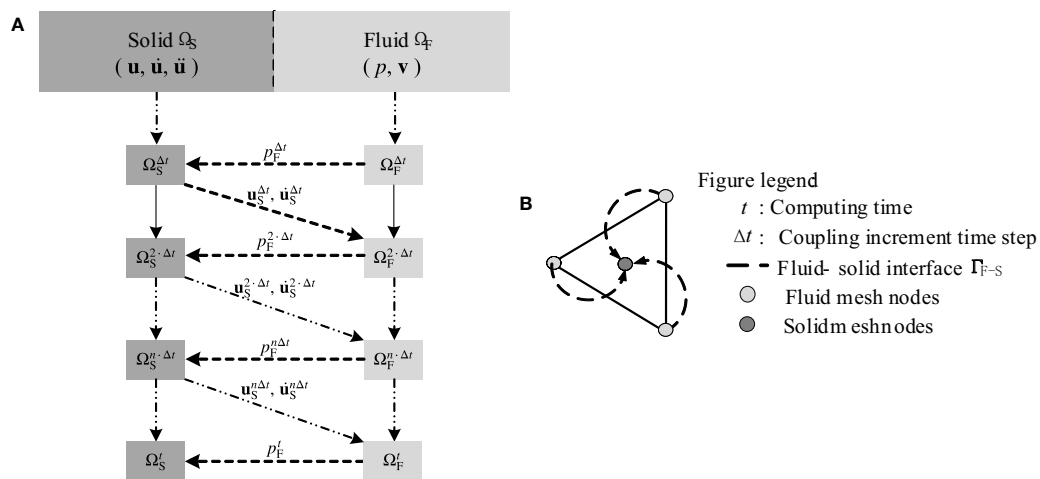 A
Solid Ω_S
Fluid Ω_F
( u, u̇, ü )
( p, v )
Ω_S^{Δt}
p_F^{Δt}
Ω_F^{Δt}
u_S^{Δt}, u̇_S^{Δt}
Ω_S^{2·Δt}
p_F^{2·Δt}
Ω_F^{2·Δt}
u_S^{2·Δt}, u̇_S^{2·Δt}
Ω_S^{n·Δt}
p_F^{nΔt}
Ω_F^{n·Δt}
u_S^{nΔt}, u̇_S^{nΔt}
Ω_S^t
p_F^t
Ω_F^t
B
Figure legend
t : Computing time
Δt : Coupling increment time step
Fluid- solid interface Γ_{F-S}
Fluid mesh nodes
Solidm eshnodes